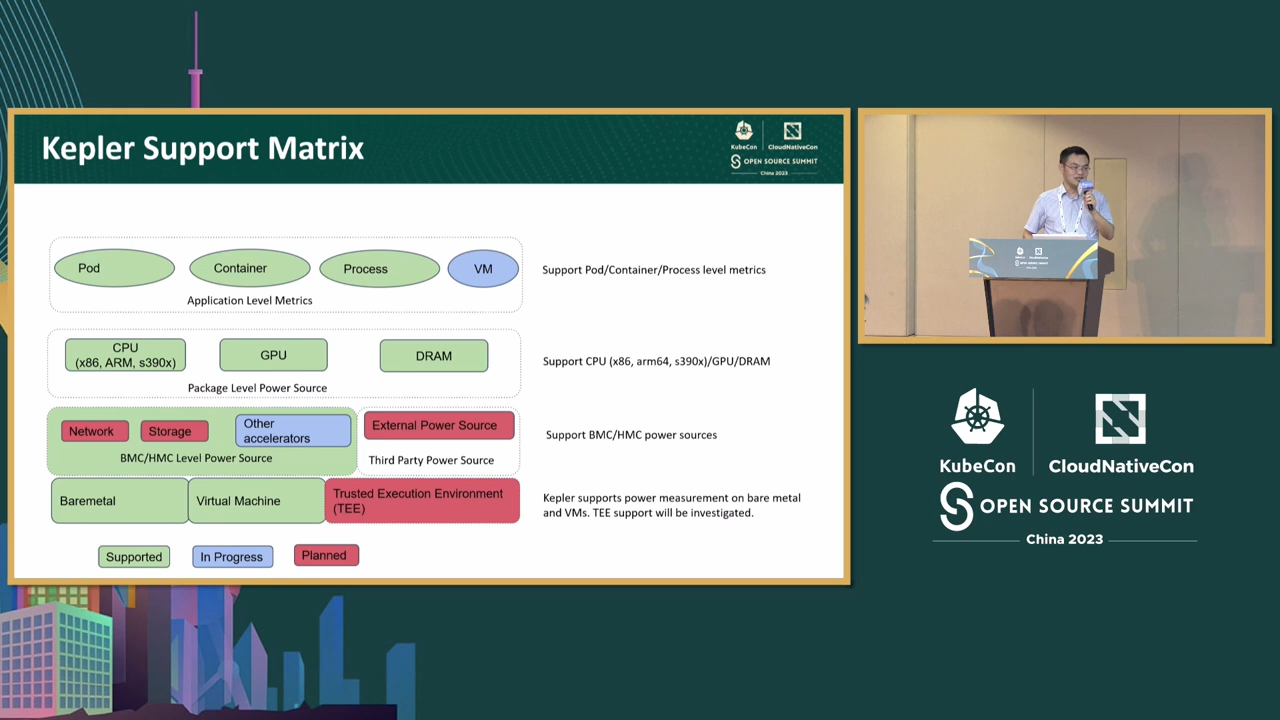 Kepler Support Matrix
KubeCon
CloudNativeCon
OPEN SOURCE SUMMIT
China 2023
Pod
Container
Process
VM
Application Level Metrics
Support Pod/Container/Process level metrics
CPU
(x86, ARM, s390x)
GPU
DRAM
Package Level Power Source
Support CPU (x86, arm64, s390x)/GPU/DRAM
Network
Storage
Other
accelerators
BMC/HMC Level Power Source
External Power Source
Third Party Power Source
Support BMC/HMC power sources
Baremetal
Virtual Machine
Trusted Execution Environment
(TEE)
Kepler supports power measurement on bare metal
and VMs. TEE support will be investigated.
Supported
In Progress
Planned
KubeCon
CloudNativeCon
OPEN SOURCE SUMMIT
China 2023